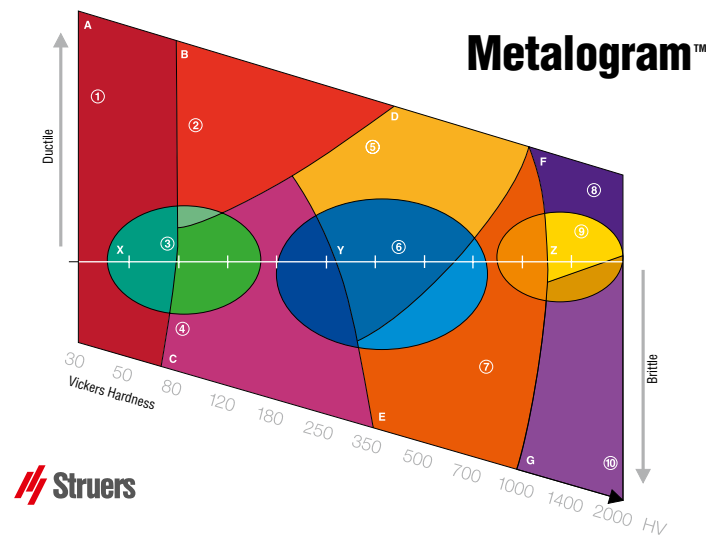 Metalogram™
Ductile
Brittle
A
B
D
F
1
2
5
8
9
X
3
Y
6
Z
4
C
E
7
G
10
30
50
80
120
180
250
350
500
700
1000
1400
2000
HV
Vickers Hardness
Struers